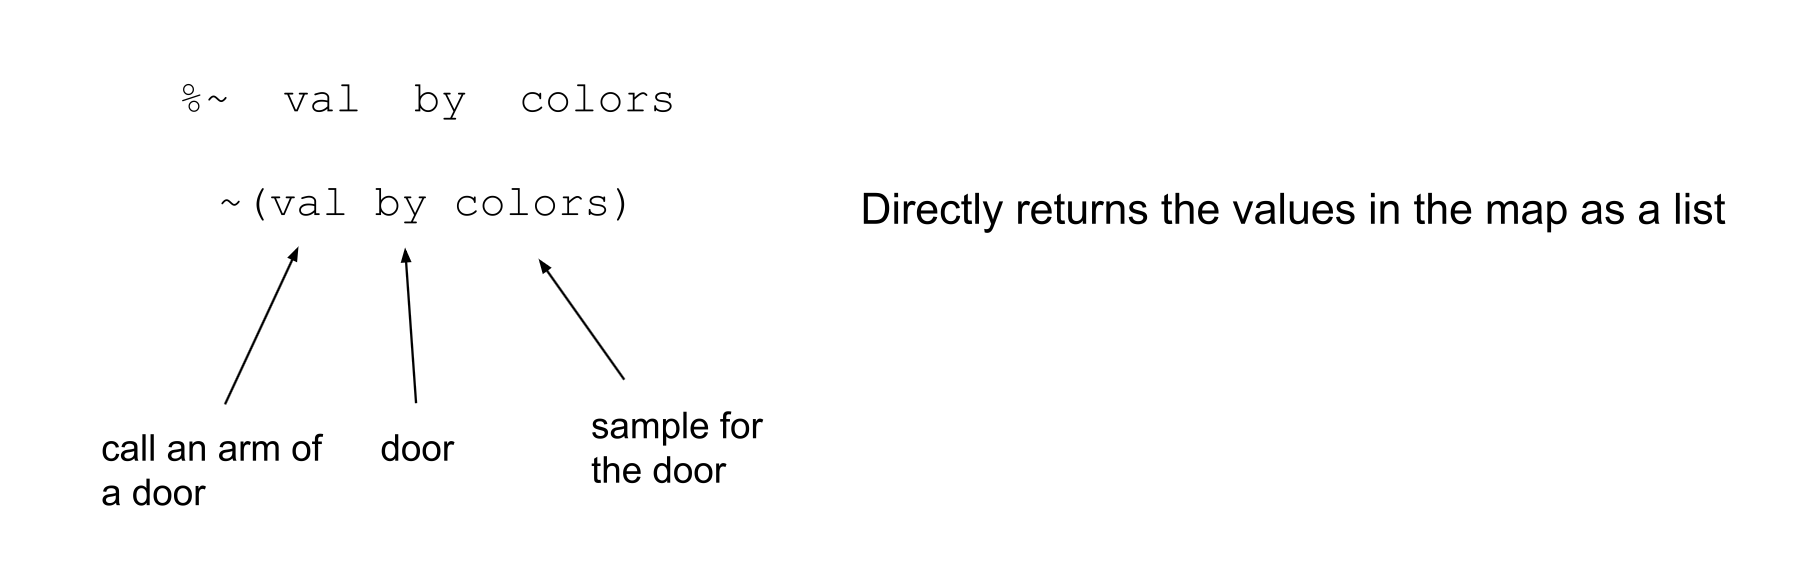 %~ val by colors
~(val by colors)
Directly returns the values in the map as a list
call an arm of
a door
door
sample for
the door